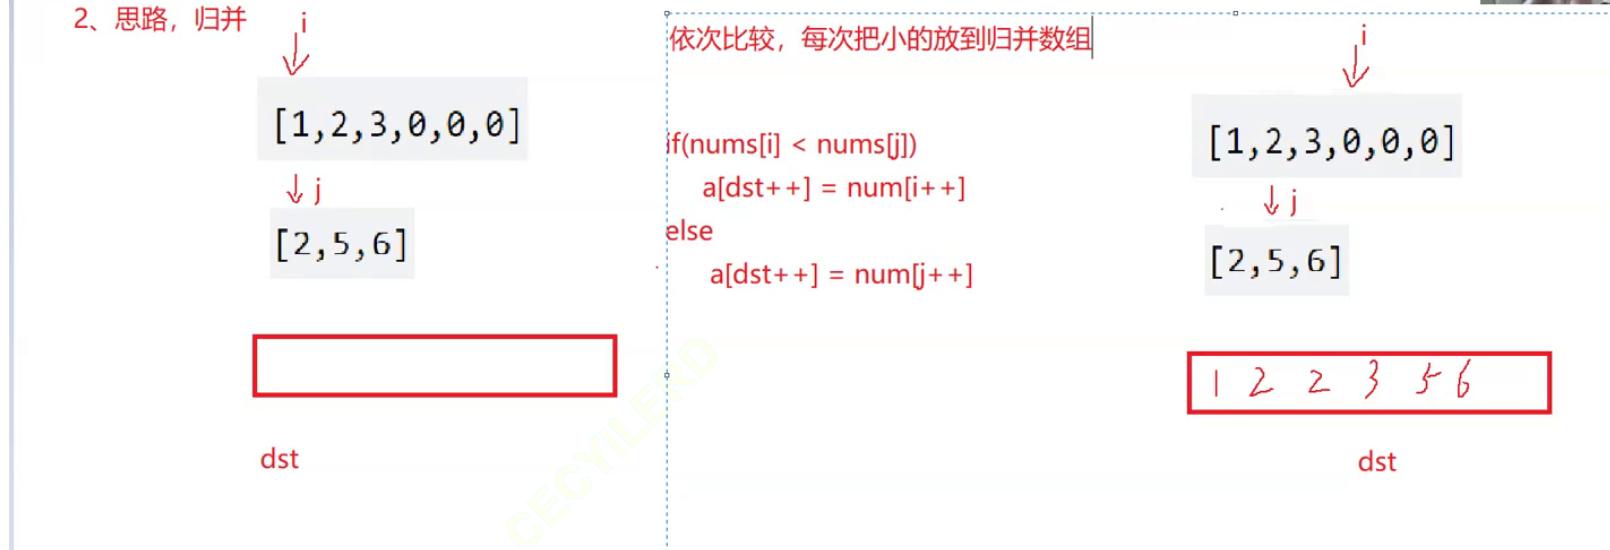 2、思路，归并
i
[1,2,3,0,0,0]
j
[2,5,6]
dst
依次比较，每次把小的放到归并数组
if(nums[i] < nums[j])
a[dst++] = num[i++]
else
a[dst++] = num[j++]
i
[1,2,3,0,0,0]
j
[2,5,6]
1 2 2 3 5 6
dst
CECYILERD